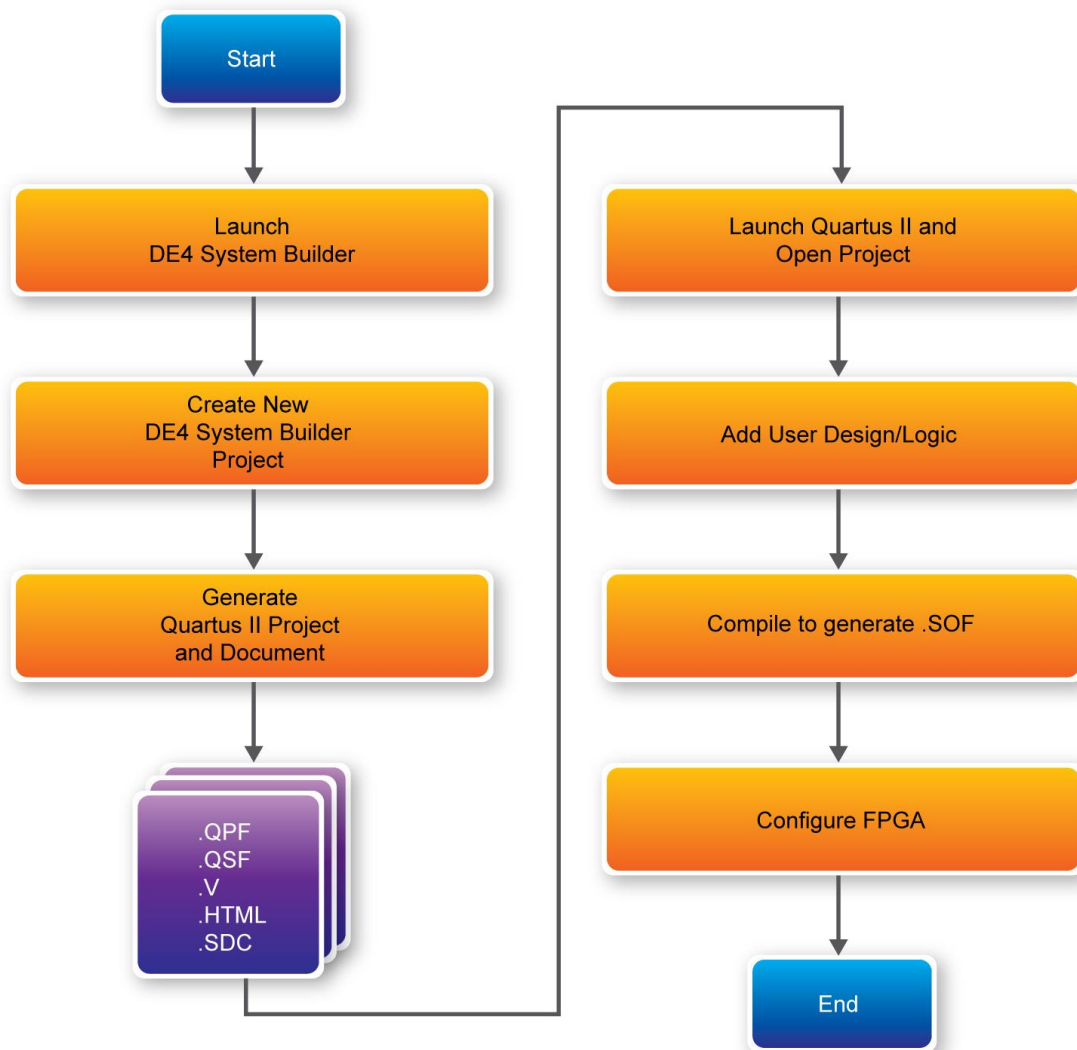 Start
Launch
DE4 System Builder
Create New
DE4 System Builder
Project
Generate
Quartus II Project
and Document
.QPF
.QSF
.V
.HTML
.SDC
Launch Quartus II and
Open Project
Add User Design/Logic
Compile to generate .SOF
Configure FPGA
End